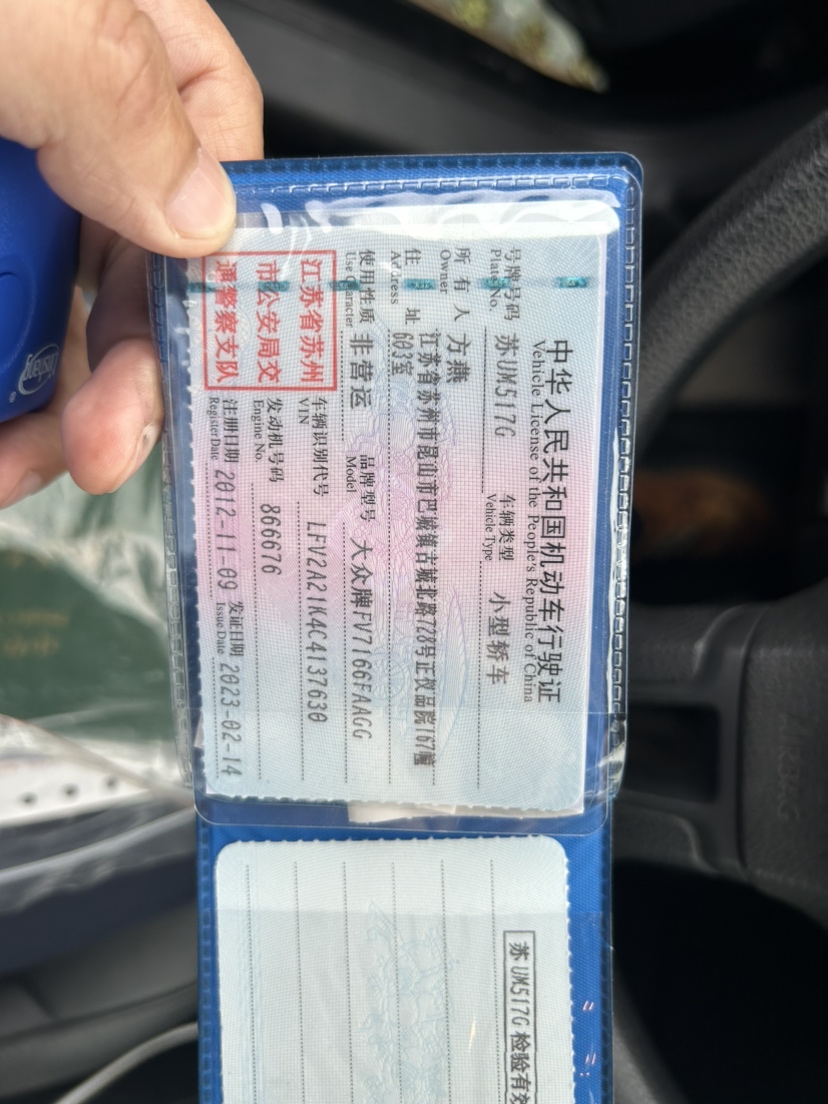 中华人民共和国机动车行驶证
Vehicle License of the People's Republic of China
号牌号码 苏UM517G 车辆类型 小型轿车
Plate No. Vehicle Type
所有人 方燕
Owner
住址 江苏省苏州市昆山市巴城镇古城北路728号正仪品院167幢
Address 603室
使用性质 非营运 品牌型号 大众牌FV7166FAAGG
Use Character Model
江苏省苏州
市公安局交
通警察支队
车辆识别代号 LFV2A21K4C4137630
VIN
发动机号码 866676
Engine No.
注册日期 2012-11-09 发证日期 2023-02-14
Register Date Issue Date
苏UM517G 检验有效